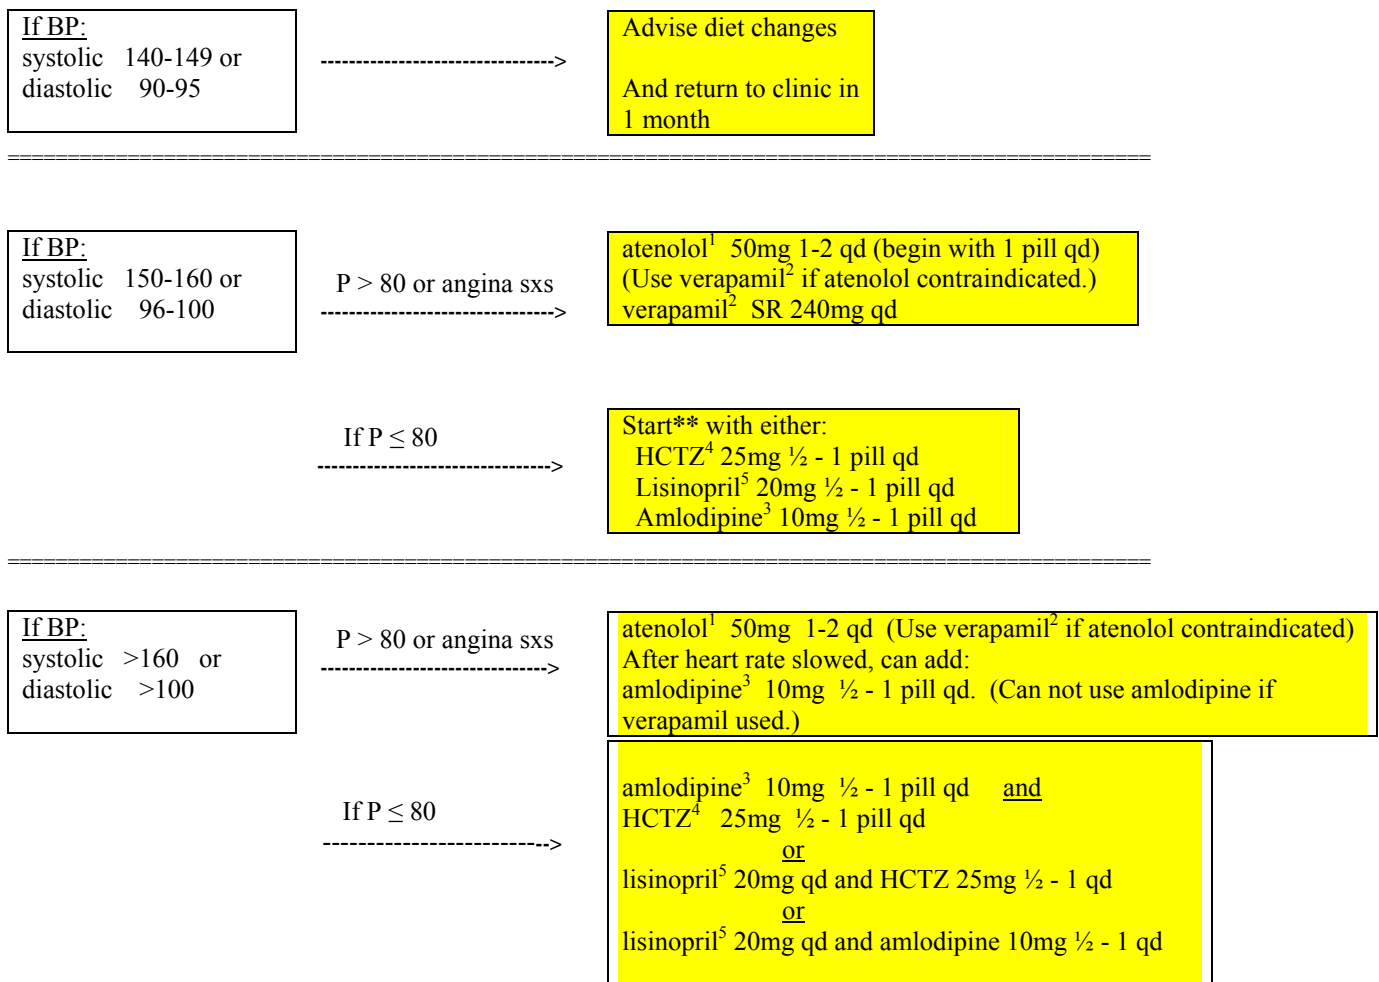 If BP:
systolic 140-149 or
diastolic 90-95
-------------------------------->
Advise diet changes
And return to clinic in
1 month
===============================================================================================
If BP:
systolic 150-160 or
diastolic 96-100
P > 80 or angina sxs
-------------------------------->
atenolol¹ 50mg 1-2 qd (begin with 1 pill qd)
(Use verapamil² if atenolol contraindicated.)
verapamil² SR 240mg qd
If P ≤ 80
-------------------------------->
Start** with either:
HCTZ⁴ 25mg ½ - 1 pill qd
Lisinopril⁵ 20mg ½ - 1 pill qd
Amlodipine³ 10mg ½ - 1 pill qd
===============================================================================================
If BP:
systolic >160 or
diastolic >100
P > 80 or angina sxs
-------------------------------->
atenolol¹ 50mg 1-2 qd (Use verapamil² if atenolol contraindicated)
After heart rate slowed, can add:
amlodipine³ 10mg ½ - 1 pill qd. (Can not use amlodipine if
verapamil used.)
If P ≤ 80
-------------------------->
amlodipine³ 10mg ½ - 1 pill qd and
HCTZ⁴ 25mg ½ - 1 pill qd
or
lisinopril⁵ 20mg qd and HCTZ 25mg ½ - 1 qd
or
lisinopril⁵ 20mg qd and amlodipine 10mg ½ - 1 qd